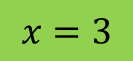 x = 3